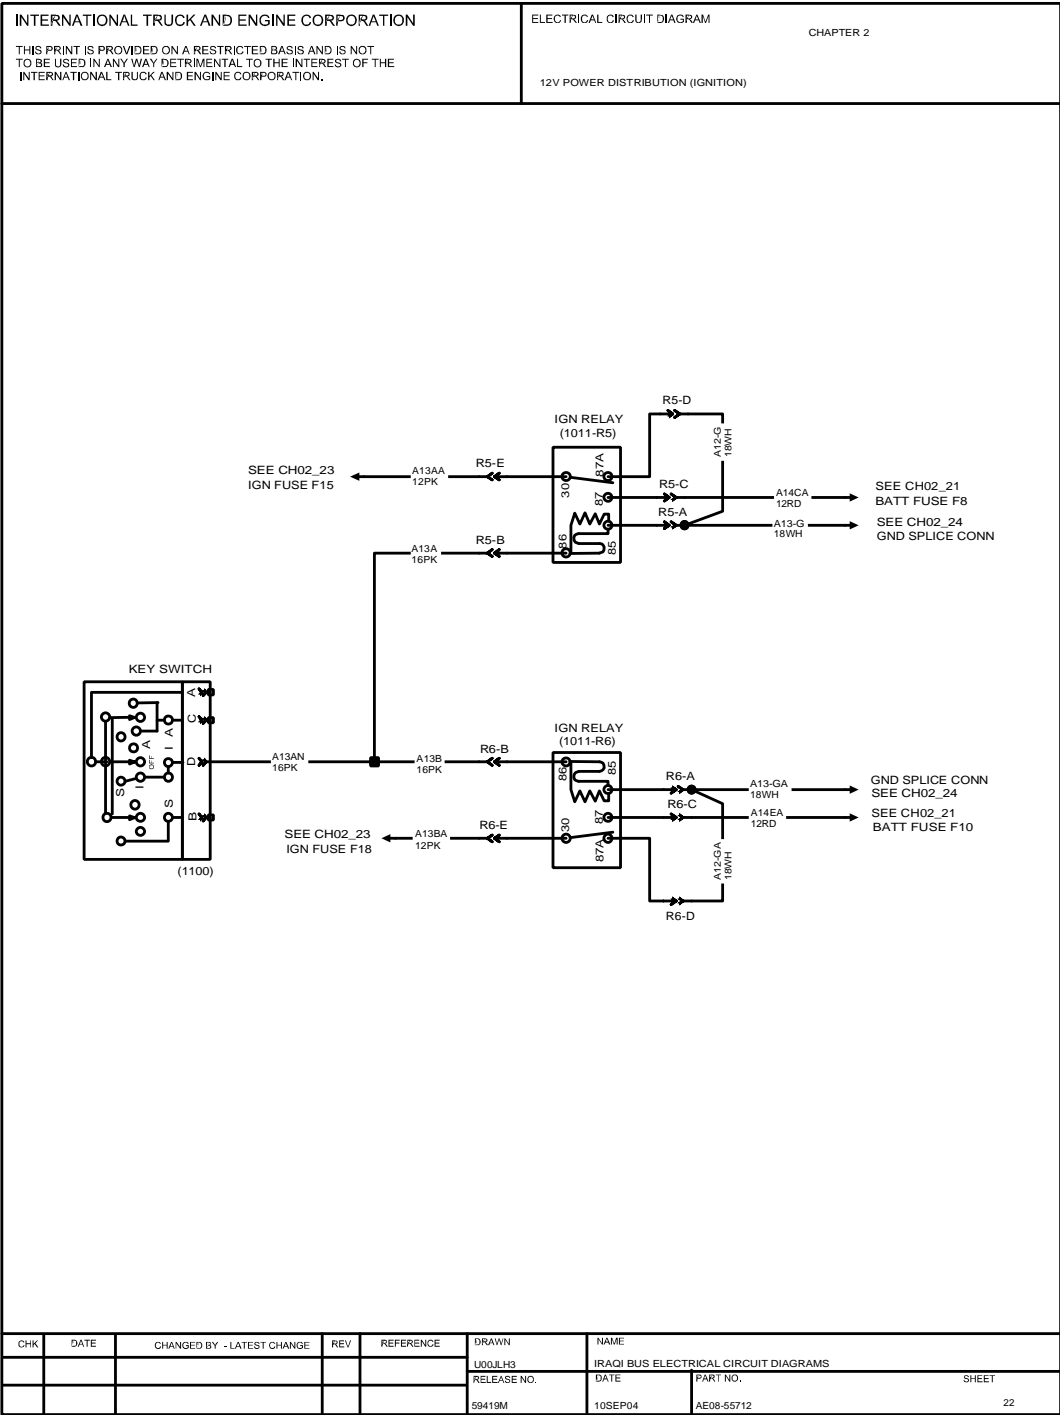 INTERNATIONAL TRUCK AND ENGINE CORPORATION
THIS PRINT IS PROVIDED ON A RESTRICTED BASIS AND IS NOT
TO BE USED IN ANY WAY DETRIMENTAL TO THE INTEREST OF THE
INTERNATIONAL TRUCK AND ENGINE CORPORATION.
ELECTRICAL CIRCUIT DIAGRAM
CHAPTER 2
12V POWER DISTRIBUTION (IGNITION)
R5-D
IGN RELAY
(1011-R5)
A12-G
18WH
SEE CH02_23
IGN FUSE F15
A13AA
12PK
R5-E
30
87A
87
R5-C
A14CA
12RD
SEE CH02_21
BATT FUSE F8
R5-A
A13-G
18WH
SEE CH02_24
GND SPLICE CONN
A13A
16PK
R5-B
86
85
KEY SWITCH
A
C
D
B
A
I
S
A
OFF
I
S
(1100)
A13AN
16PK
A13B
16PK
R6-B
IGN RELAY
(1011-R6)
86
85
R6-A
A13-GA
18WH
GND SPLICE CONN
SEE CH02_24
R6-C
A14EA
12RD
SEE CH02_21
BATT FUSE F10
SEE CH02_23
IGN FUSE F18
A13BA
12PK
R6-E
30
87
87A
A12-GA
18WH
R6-D
CHK
DATE
CHANGED BY - LATEST CHANGE
REV
REFERENCE
DRAWN
U00JLH3
NAME
IRAQI BUS ELECTRICAL CIRCUIT DIAGRAMS
RELEASE NO.
59419M
DATE
10SEP04
PART NO.
AE08-55712
SHEET
22